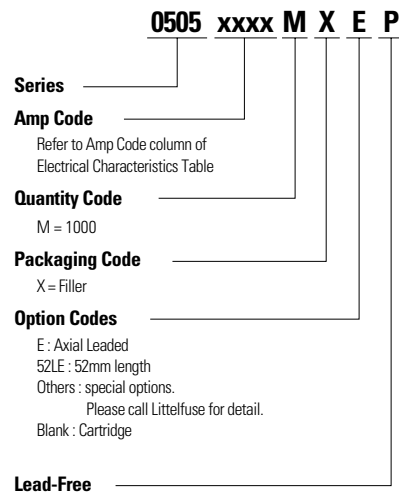 0505 xxxx M X E P
Series
Amp Code
Refer to Amp Code column of
Electrical Characteristics Table
Quantity Code
M = 1000
Packaging Code
X = Filler
Option Codes
E : Axial Leaded
52LE : 52mm length
Others : special options.
Please call Littelfuse for detail.
Blank : Cartridge
Lead-Free